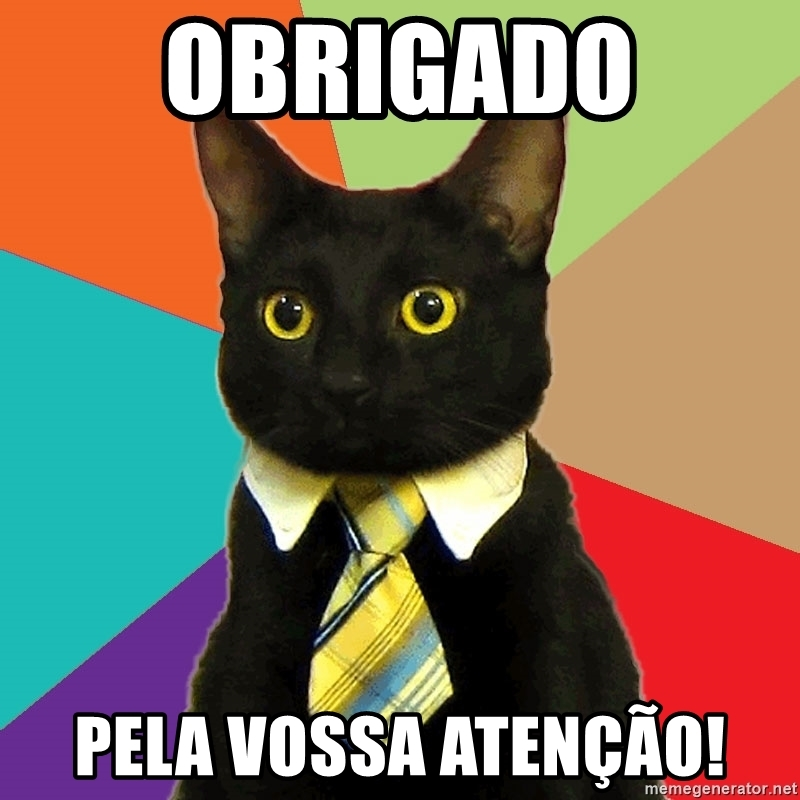 OBRIGADO
PELA VOSSA ATENÇÃO!
memegenerator.net